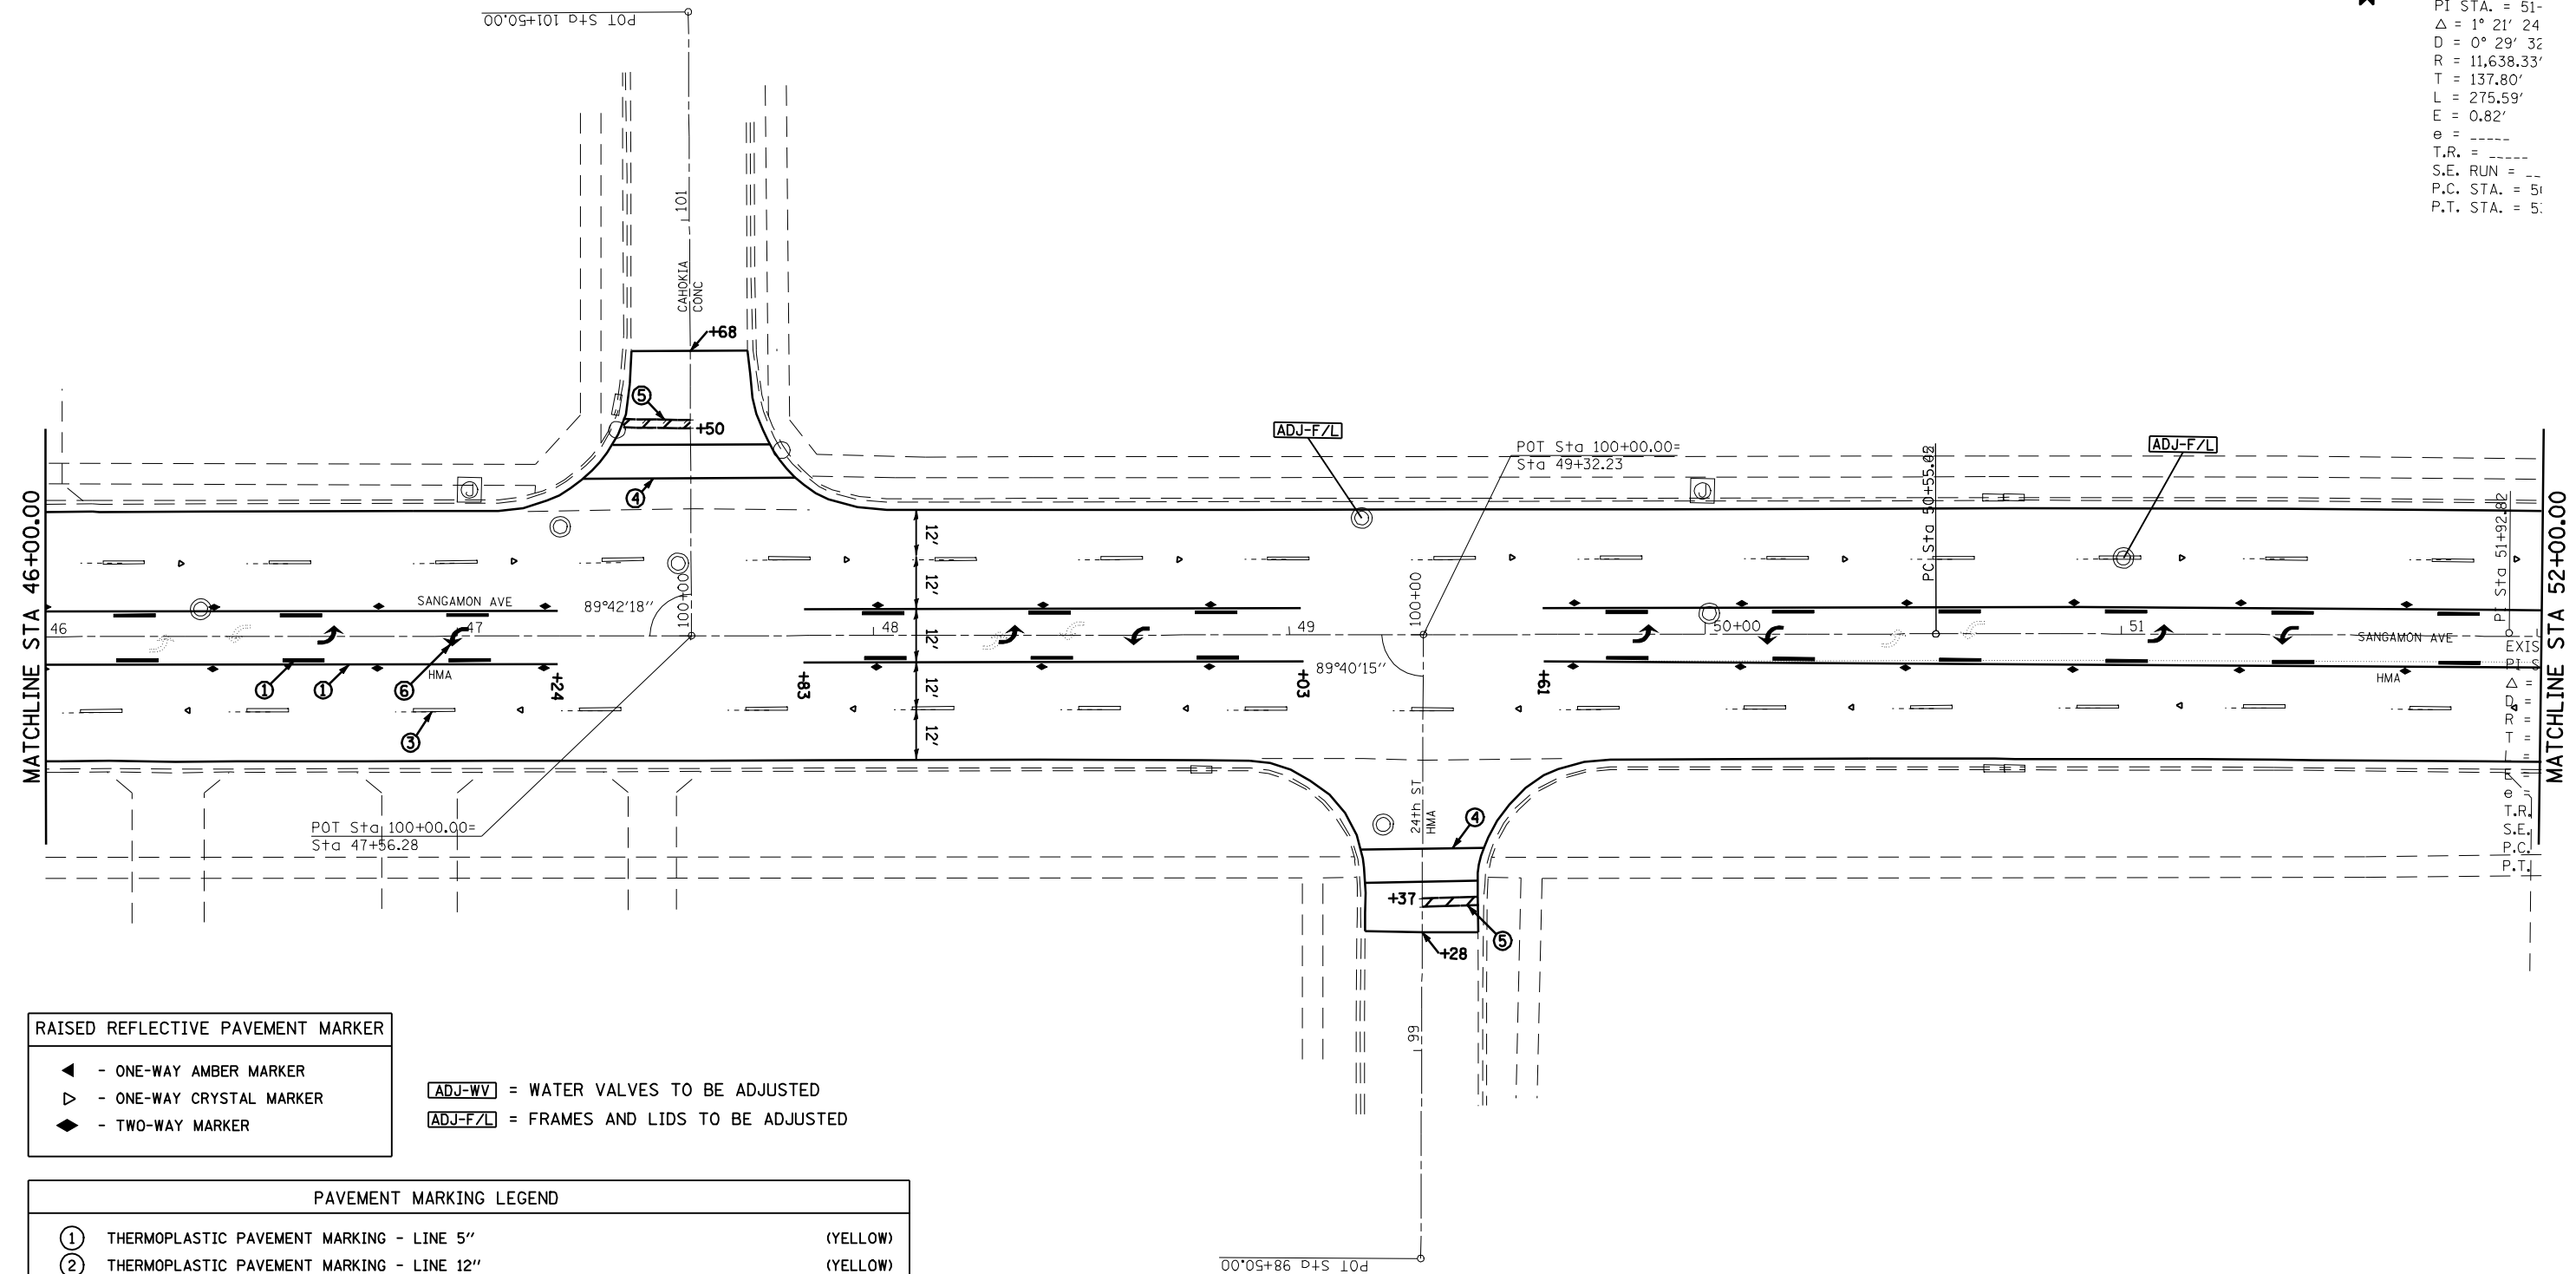 POT Sta 101+50.00
PI STA. = 51-
△ = 1° 21' 24
D = 0° 29' 32
R = 11,638.33'
T = 137.80'
L = 275.59'
E = 0.82'
e = _____
T.R. = _____
S.E. RUN = __
P.C. STA. = 5
P.T. STA. = 5
101
CAHOKIA
CONC
+68
5
+50
4
ADJ-F/L
POT Sta 100+00.00=
Sta 49+32.23
PC Sta 50+55.02
ADJ-F/L
PI Sta 51+92.82
MATCHLINE STA 46+00.00
MATCHLINE STA 52+00.00
J
J
12'
12'
12'
12'
12'
SANGAMON AVE
89°42'18"
100+00
100+00
46
47
48
49
50+00
51
SANGAMON AVE
HMA
HMA
1
1
6
3
+24
+83
+03
89°40'15"
+61
EXIS
PI S
△ =
D =
R =
T =
E =
e =
T.R.
S.E.
P.C.
P.T.
POT Sta 100+00.00=
Sta 47+56.28
24th ST
HMA
4
+37
5
+28
99
POT Sta 98+50.00
RAISED REFLECTIVE PAVEMENT MARKER
- ONE-WAY AMBER MARKER
- ONE-WAY CRYSTAL MARKER
- TWO-WAY MARKER
ADJ-WV = WATER VALVES TO BE ADJUSTED
ADJ-F/L = FRAMES AND LIDS TO BE ADJUSTED
PAVEMENT MARKING LEGEND
1 THERMOPLASTIC PAVEMENT MARKING - LINE 5" (YELLOW)
2 THERMOPLASTIC PAVEMENT MARKING - LINE 12" (YELLOW)